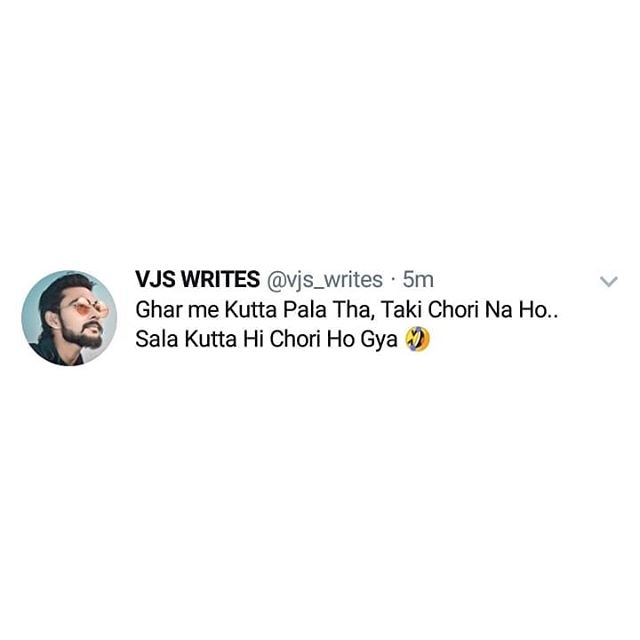 VJS WRITES @vjs_writes · 5m
Ghar me Kutta Pala Tha, Taki Chori Na Ho..
Sala Kutta Hi Chori Ho Gya 🤣